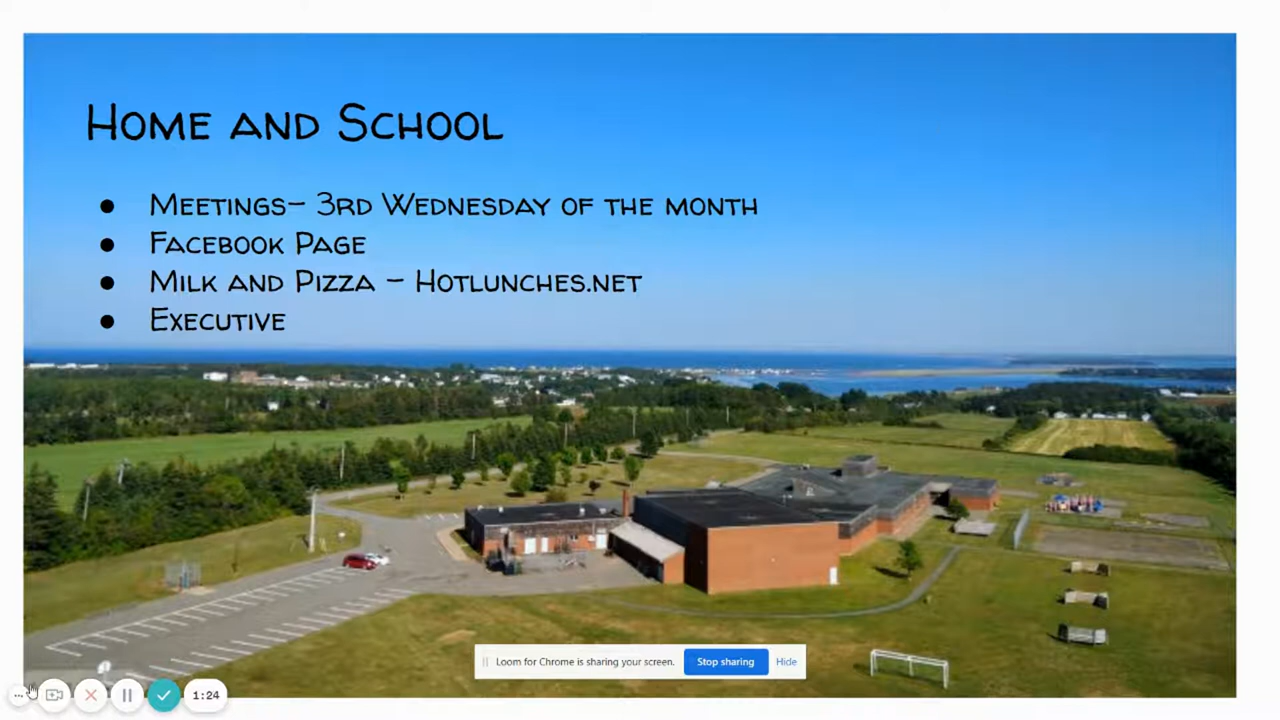 Home and School
● Meetings- 3rd Wednesday of the month
● Facebook Page
● Milk and Pizza - Hotlunches.net
● Executive
Loom for Chrome is sharing your screen. Stop sharing Hide
1:24